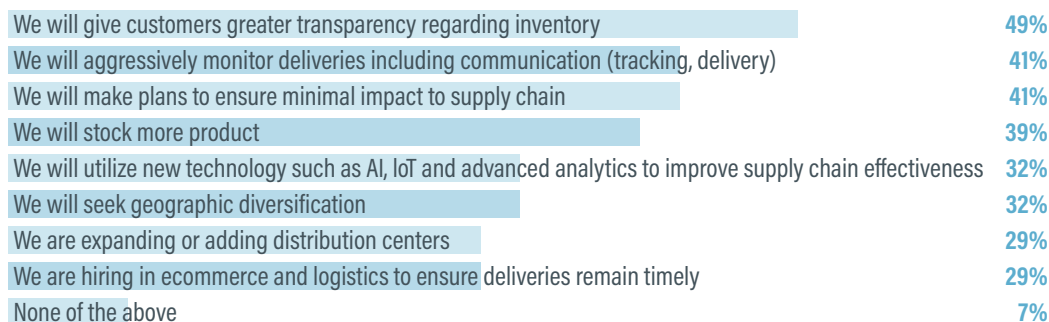 We will give customers greater transparency regarding inventory 49%
We will aggressively monitor deliveries including communication (tracking, delivery) 41%
We will make plans to ensure minimal impact to supply chain 41%
We will stock more product 39%
We will utilize new technology such as AI, IoT and advanced analytics to improve supply chain effectiveness 32%
We will seek geographic diversification 32%
We are expanding or adding distribution centers 29%
We are hiring in ecommerce and logistics to ensure deliveries remain timely 29%
None of the above 7%